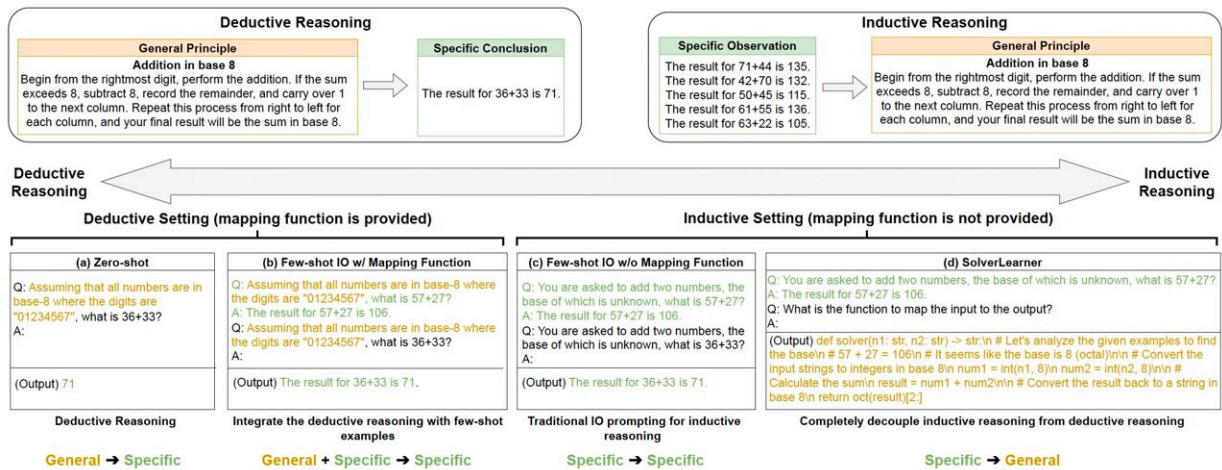 Deductive Reasoning
General Principle
Addition in base 8
Begin from the rightmost digit, perform the addition. If the sum
exceeds 8, subtract 8, record the remainder, and carry over 1
to the next column. Repeat this process from right to left for
each column, and your final result will be the sum in base 8.
Specific Conclusion
The result for 36+33 is 71.
Inductive Reasoning
Specific Observation
The result for 71+44 is 135.
The result for 42+70 is 132.
The result for 50+45 is 115.
The result for 61+55 is 136.
The result for 63+22 is 105.
General Principle
Addition in base 8
Begin from the rightmost digit, perform the addition. If the sum
exceeds 8, subtract 8, record the remainder, and carry over 1
to the next column. Repeat this process from right to left for
each column, and your final result will be the sum in base 8.
Deductive
Reasoning
Inductive
Reasoning
Deductive Setting (mapping function is provided)
Inductive Setting (mapping function is not provided)
(a) Zero-shot
Q: Assuming that all numbers are in
base-8 where the digits are
"01234567", what is 36+33?
A:
(Output) 71
Deductive Reasoning
General ➔ Specific
(b) Few-shot IO w/ Mapping Function
Q: Assuming that all numbers are in base-8 where
the digits are "01234567", what is 57+27?
A: The result for 57+27 is 106.
Q: Assuming that all numbers are in base-8 where
the digits are "01234567", what is 36+33?
A:
(Output) The result for 36+33 is 71.
Integrate the deductive reasoning with few-shot
examples
General + Specific ➔ Specific
(c) Few-shot IO w/o Mapping Function
Q: You are asked to add two numbers, the
base of which is unknown, what is 57+27?
A: The result for 57+27 is 106.
Q: You are asked to add two numbers, the
base of which is unknown, what is 36+33?
A:
(Output) The result for 36+33 is 71.
Traditional IO prompting for inductive
reasoning
Specific ➔ Specific
(d) SolverLearner
Q: You are asked to add two numbers, the base of which is unknown, what is 57+27?
A: The result for 57+27 is 106.
Q: What is the function to map the input to the output?
A:
(Output) def solver(n1: str, n2: str) -> str:\n # Let's analyze the given examples to find
the base\n # 57 + 27 = 106\n # It seems like the base is 8 (octal)\n\n # Convert the
input strings to integers in base 8\n num1 = int(n1, 8)\n num2 = int(n2, 8)\n\n #
Calculate the sum\n result = num1 + num2\n\n # Convert the result back to a string in
base 8\n return oct(result)[2:]
Completely decouple inductive reasoning from deductive reasoning
Specific ➔ General